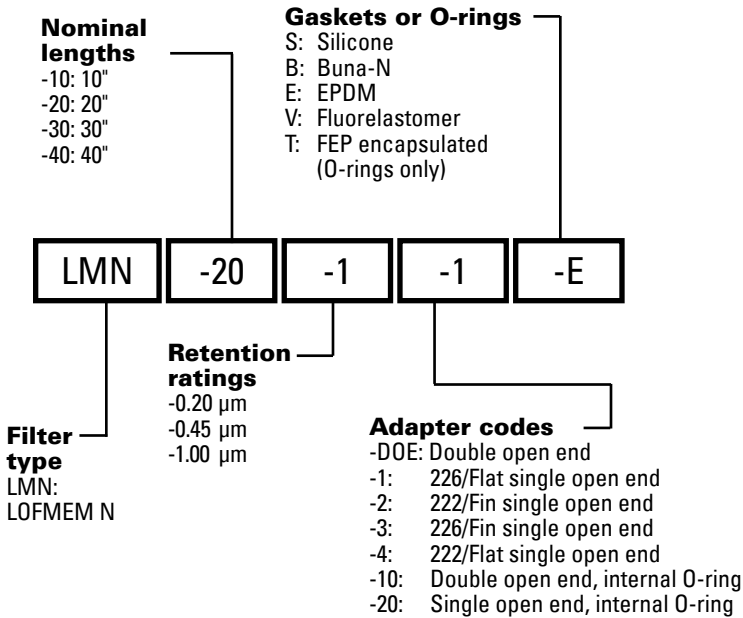 Nominal
lengths
-10: 10"
-20: 20"
-30: 30"
-40: 40"
Gaskets or O-rings
S: Silicone
B: Buna-N
E: EPDM
V: Fluorelastomer
T: FEP encapsulated
(O-rings only)
LMN -20 -1 -1 -E
Filter
type
LMN:
LOFMEM N
Retention
ratings
-0.20 µm
-0.45 µm
-1.00 µm
Adapter codes
-DOE: Double open end
-1: 226/Flat single open end
-2: 222/Fin single open end
-3: 226/Fin single open end
-4: 222/Flat single open end
-10: Double open end, internal O-ring
-20: Single open end, internal O-ring